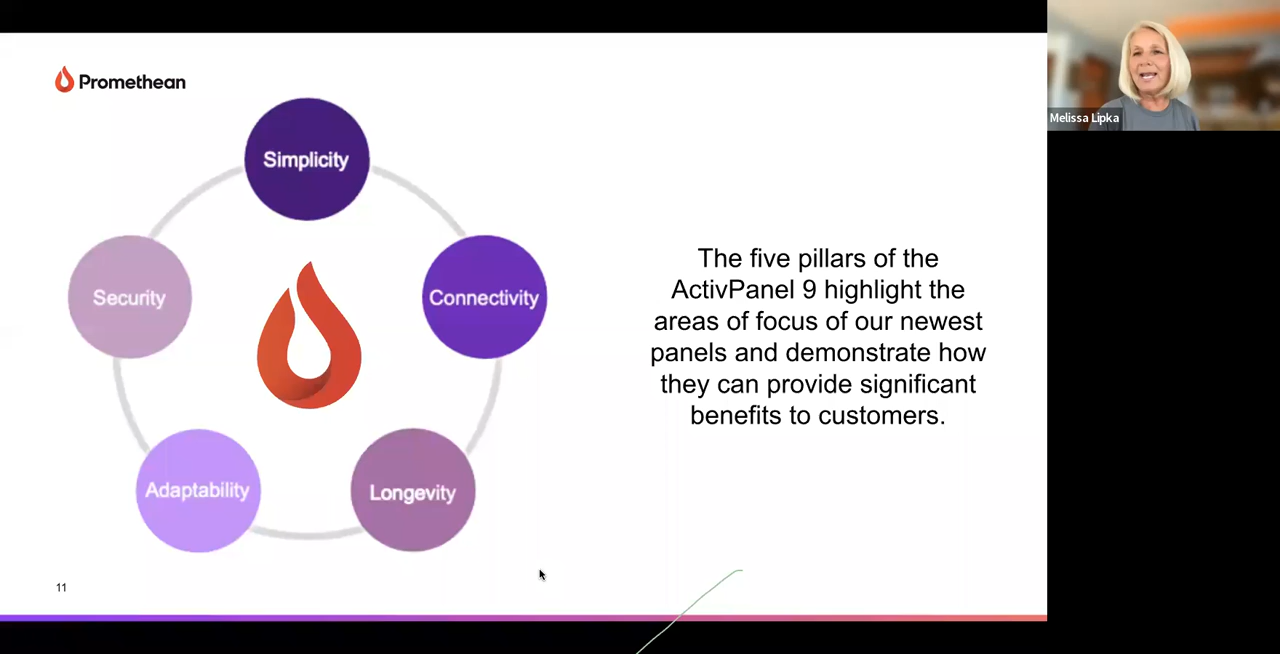 Promethean
Simplicity
Security
Connectivity
Adaptability
Longevity
The five pillars of the
ActivPanel 9 highlight the
areas of focus of our newest
panels and demonstrate how
they can provide significant
benefits to customers.
11
Melissa Lipka